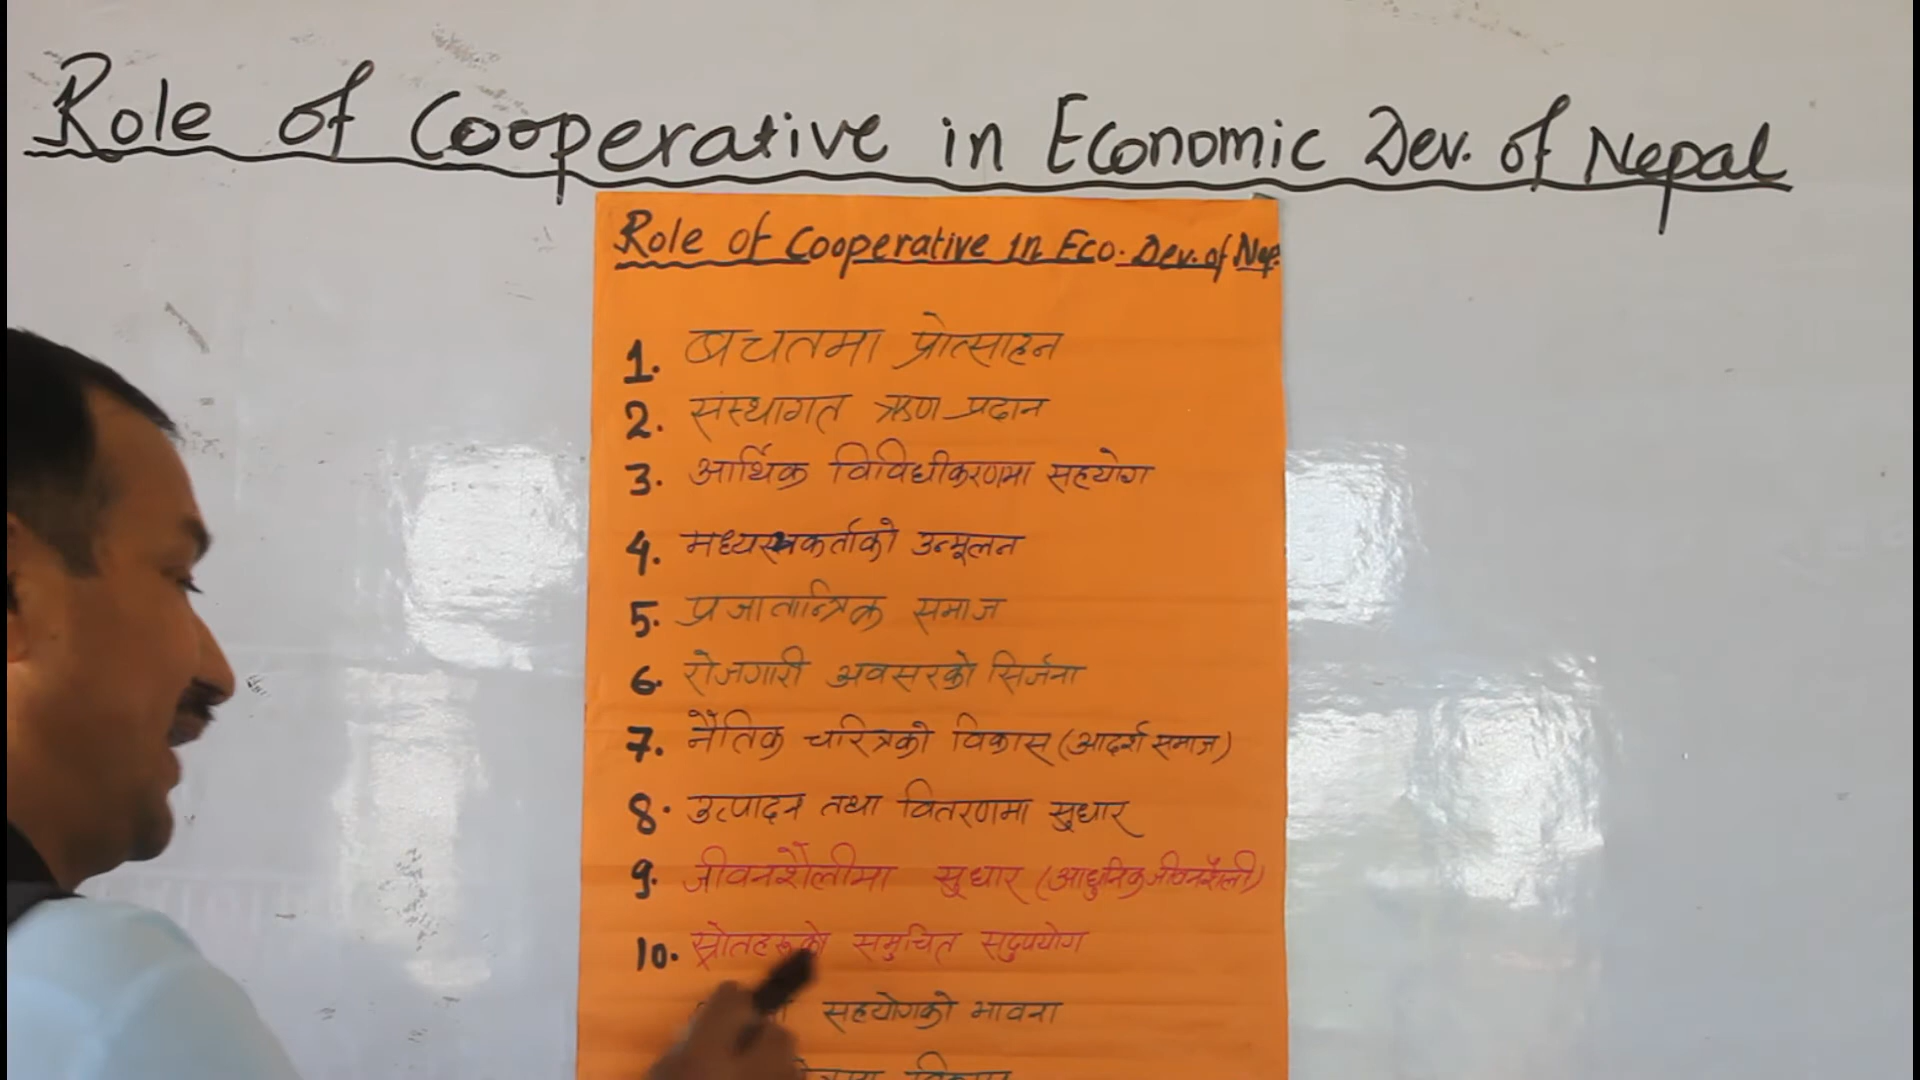 Role of Cooperative in Economic Dev. of Nepal
Role of Cooperative in Eco. Dev. of Nep.
1. बचतमा प्रोत्साहन
2. संस्थागत ऋण प्रदान
3. आर्थिक विविधीकरणमा सहयोग
4. मध्यस्थकर्ताको उन्मूलन
5. प्रजातान्त्रिक समाज
6. रोजगारी अवसरको सिर्जना
7. नैतिक चरित्रको विकास (आदर्श समाज)
8. उत्पादन तथा वितरणमा सुधार
9. जीवनशैलीमा सुधार (आधुनिक जीवनशैली)
10. स्रोतहरूको समुचित सदुपयोग
सहयोगको भावना